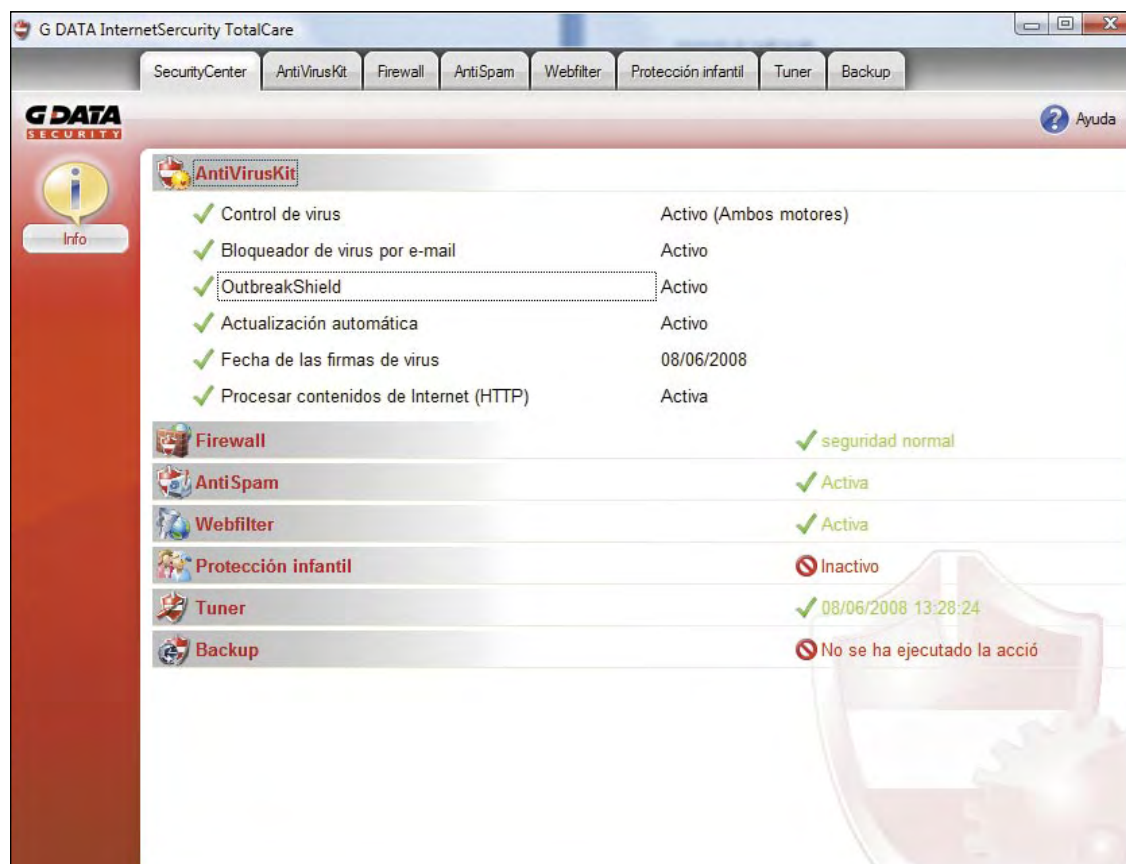 G DATA InternetSercurity TotalCare
SecurityCenter AntiVirusKit Firewall AntiSpam Webfilter Protección infantil Tuner Backup
G DATA
SECURITY
Ayuda
Info
AntiVirusKit
Control de virus Activo (Ambos motores)
Bloqueador de virus por e-mail Activo
OutbreakShield Activo
Actualización automática Activo
Fecha de las firmas de virus 08/06/2008
Procesar contenidos de Internet (HTTP) Activa
Firewall seguridad normal
AntiSpam Activa
Webfilter Activa
Protección infantil Inactivo
Tuner 08/06/2008 13:28:24
Backup No se ha ejecutado la acció